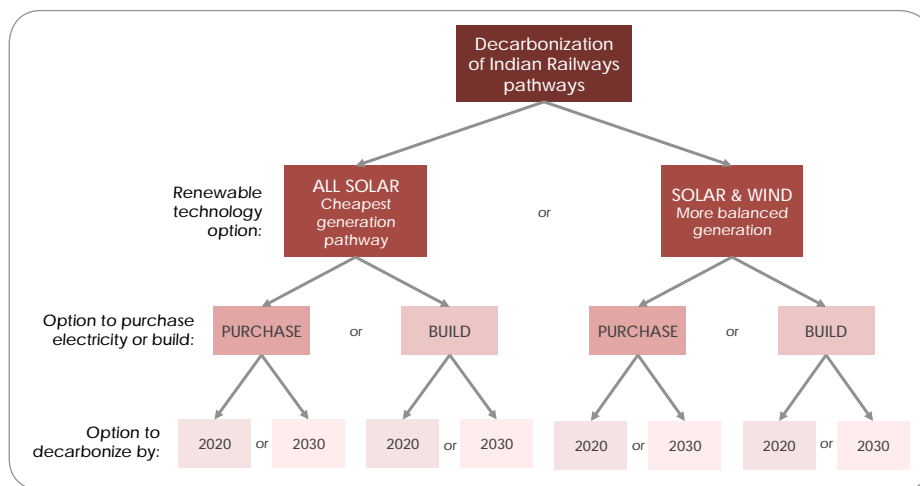 Decarbonization
of Indian Railways
pathways
Renewable
technology
option:
ALL SOLAR
Cheapest
generation
pathway
or
SOLAR & WIND
More balanced
generation
Option to purchase
electricity or build:
PURCHASE
or
BUILD
PURCHASE
or
BUILD
Option to
decarbonize by:
2020
or
2030
2020
or
2030
2020
or
2030
2020
or
2030